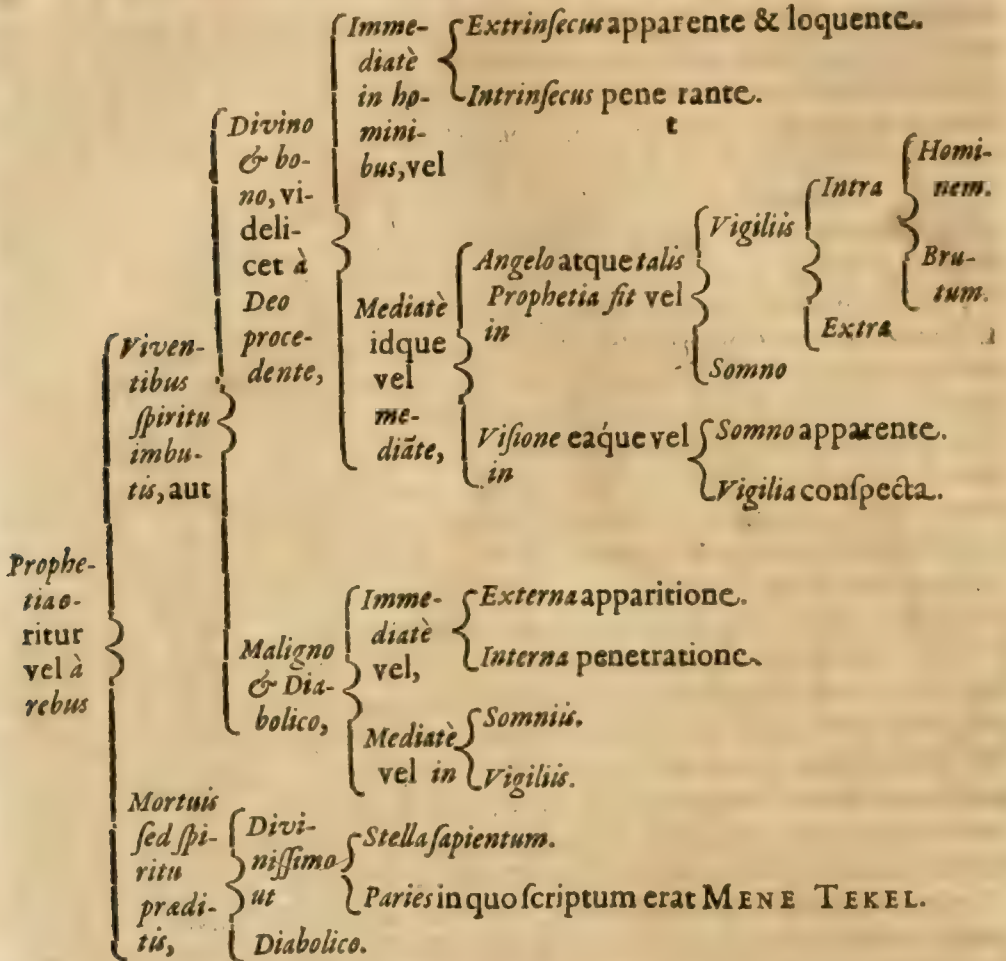 Prophe-
tia o-
ritur
vel à
rebus
Viven-
tibus
ſpiritu
imbu-
tis, aut
Divino
& bo-
no, vi-
deli-
cet à
Deo
proce-
dente,
Imme-
diatè
in ho-
mini-
bus, vel
Extrinſecus apparente & loquente.
Intrinſecus pene rante.
t
Mediatè
idque
vel
me-
diãte,
Angelo atque talis
Prophetia fit vel
in
Vigiliis
Intra
Homi-
nem.
Bru-
tum.
Extra
Somno
Viſione eáque vel
in
Somno apparente.
Vigilia conſpecta.
Maligno
& Dia-
bolico,
Imme-
diatè
vel,
Externa apparitione.
Interna penetratione.
Mediatè
vel in
Somniis.
Vigiliis.
Mortuis
ſed ſpi-
ritu
prædi-
tis,
Divi-
niſſimo
ut
Stella ſapientum.
Paries in quo ſcriptum erat MENE TEKEL.
Diabolico.